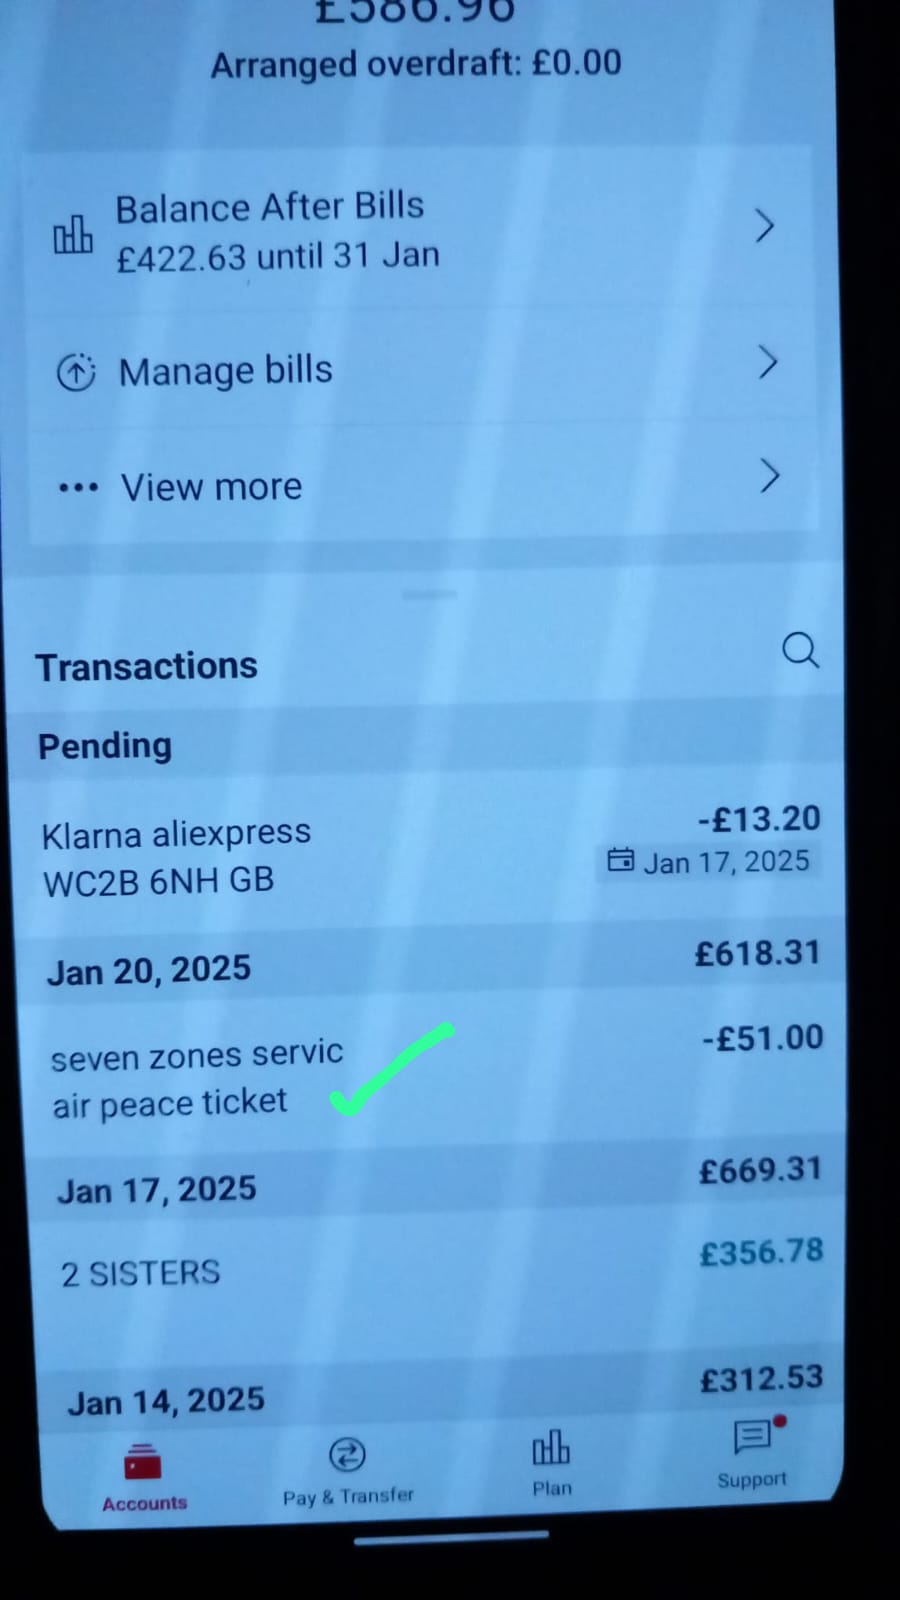 £586.96
Arranged overdraft: £0.00
Balance After Bills
£422.63 until 31 Jan
Manage bills
View more
Transactions
Pending
Klarna aliexpress
-£13.20
WC2B 6NH GB
Jan 17, 2025
Jan 20, 2025
£618.31
seven zones servic
-£51.00
air peace ticket
Jan 17, 2025
£669.31
2 SISTERS
£356.78
Jan 14, 2025
£312.53
Accounts
Pay & Transfer
Plan
Support